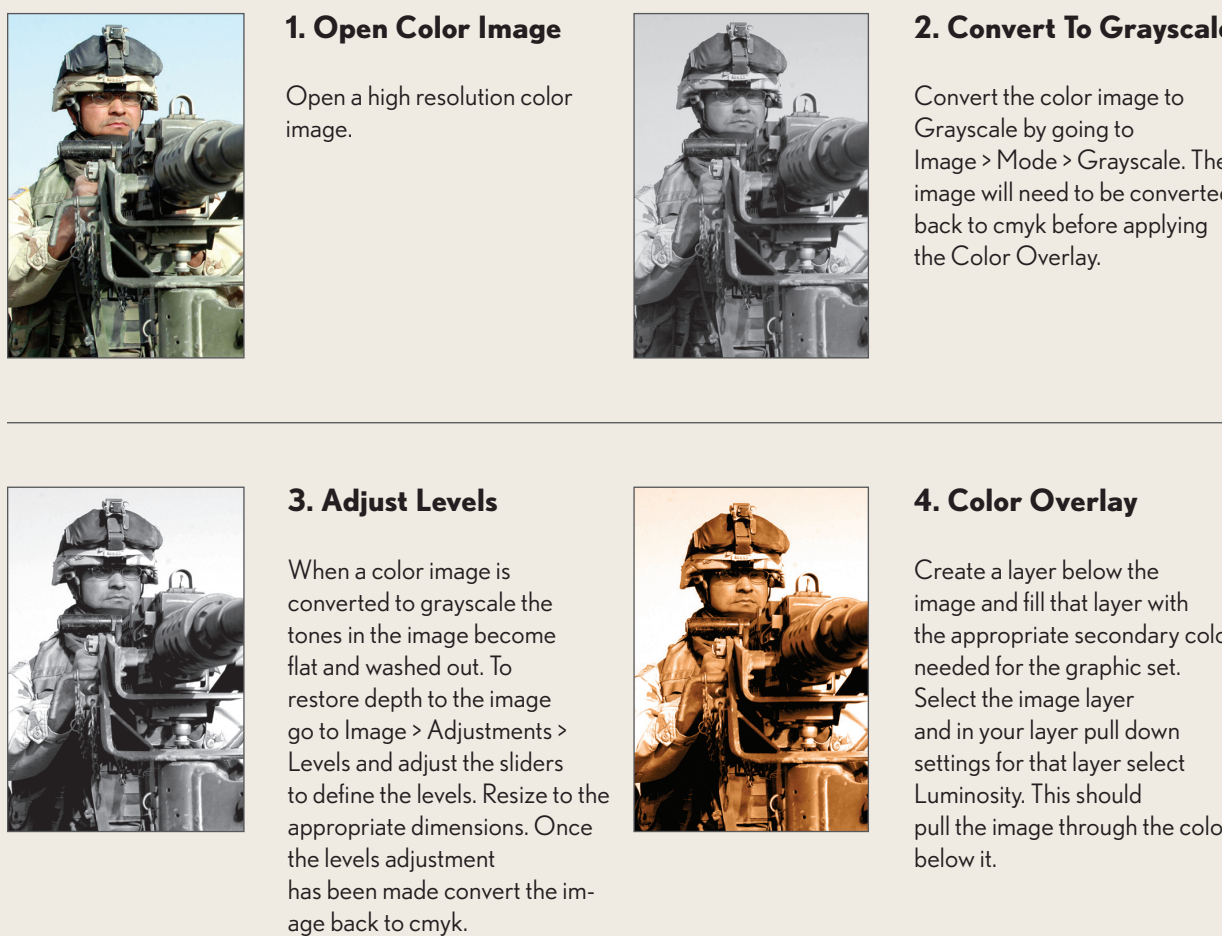 1. Open Color Image
Open a high resolution color
image.
2. Convert To Grayscale
Convert the color image to
Grayscale by going to
Image > Mode > Grayscale. The
image will need to be converted
back to cmyk before applying
the Color Overlay.
3. Adjust Levels
When a color image is
converted to grayscale the
tones in the image become
flat and washed out. To
restore depth to the image
go to Image > Adjustments >
Levels and adjust the sliders
to define the levels. Resize to the
appropriate dimensions. Once
the levels adjustment
has been made convert the im-
age back to cmyk.
4. Color Overlay
Create a layer below the
image and fill that layer with
the appropriate secondary colo
needed for the graphic set.
Select the image layer
and in your layer pull down
settings for that layer select
Luminosity. This should
pull the image through the colo
below it.